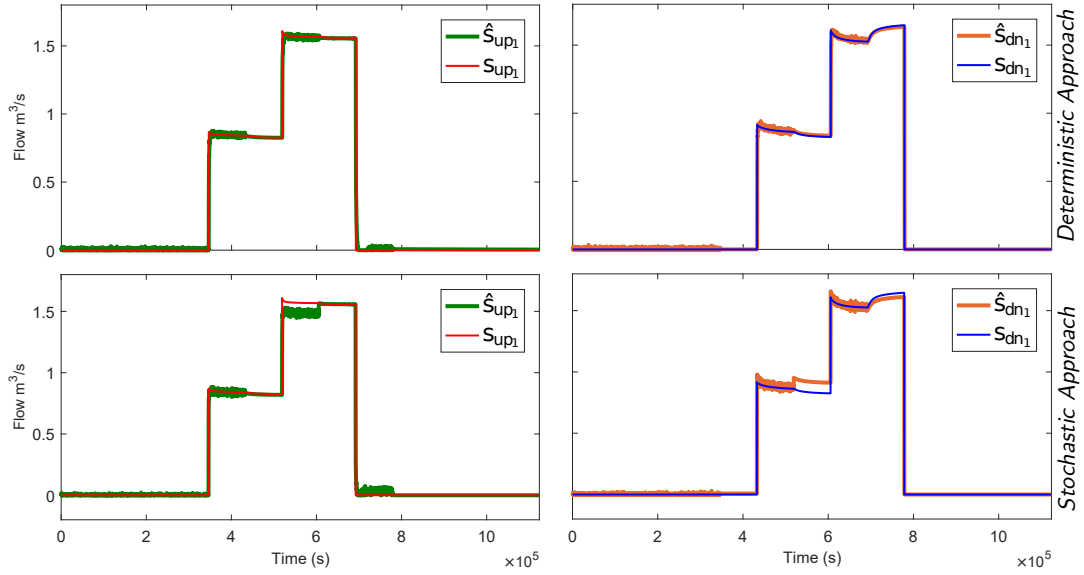 1.5
1
0.5
0
Flow m³/s
ŝup₁
sup₁
ŝdn₁
sdn₁
Deterministic Approach
1.5
1
0.5
0
0 2 4 6 8 10
×10⁵
Flow m³/s
Time (s)
ŝup₁
sup₁
0 2 4 6 8 10
×10⁵
Time (s)
ŝdn₁
sdn₁
Stochastic Approach